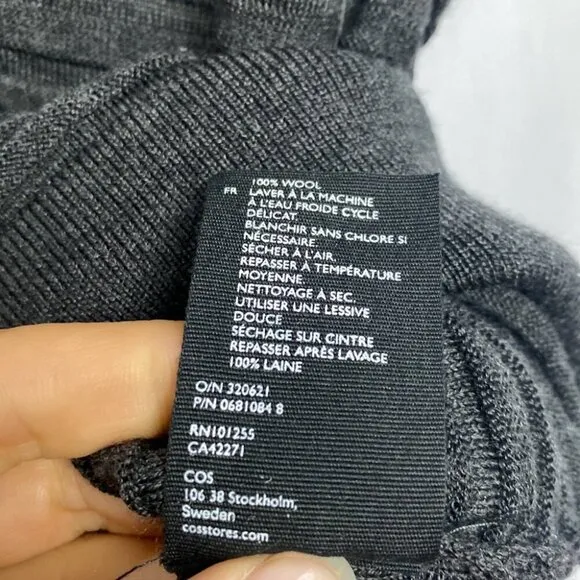 100% WOOL
FR LAVER À LA MACHINE
À L'EAU FROIDE CYCLE
DÉLICAT.
BLANCHIR SANS CHLORE SI
NÉCESSAIRE.
SÉCHER À L'AIR.
REPASSER À TEMPÉRATURE
MOYENNE.
NETTOYAGE À SEC.
UTILISER UNE LESSIVE
DOUCE
SÉCHAGE SUR CINTRE
REPASSER APRÈS LAVAGE
100% LAINE
O/N 320621
P/N 0681084 8
RN101255
CA42271
COS
106 38 Stockholm,
Sweden
cosstores.com